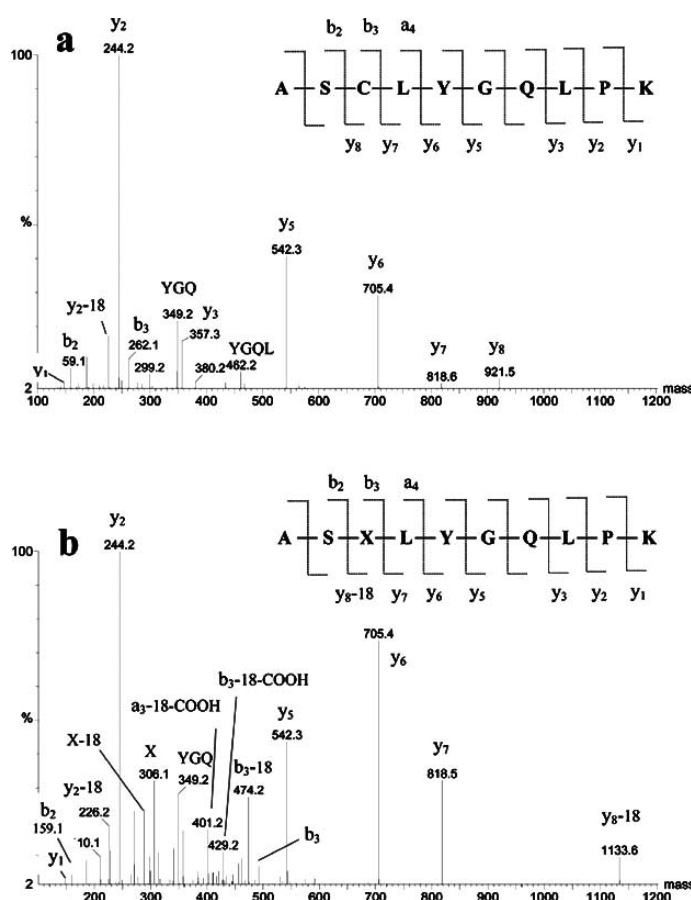 a
b₂ b₃ a₄
A S C L Y G Q L P K
y₈ y₇ y₆ y₅ y₃ y₂ y₁
100
%
2
y₂
244.2
y₂-18
b₂
59.1
y₁
b₃
262.1
299.2
YGQ
349.2
y₃
357.3
380.2
YGQL
462.2
y₅
542.3
y₆
705.4
y₇
818.6
y₈
921.5
100 200 300 400 500 600 700 800 900 1000 1100 1200 mass
b
b₂ b₃ a₄
A S X L Y G Q L P K
y₈-18 y₇ y₆ y₅ y₃ y₂ y₁
100
%
2
y₂
244.2
X-18
y₂-18
226.2
b₂
159.1
10.1
y₁
X
306.1
YGQ
349.2
a₃-18-COOH
401.2
b₃-18-COOH
429.2
b₃-18
474.2
b₃
y₅
542.3
705.4
y₆
y₇
818.5
y₈-18
1133.6
100 200 300 400 500 600 700 800 900 1000 1100 1200 mass